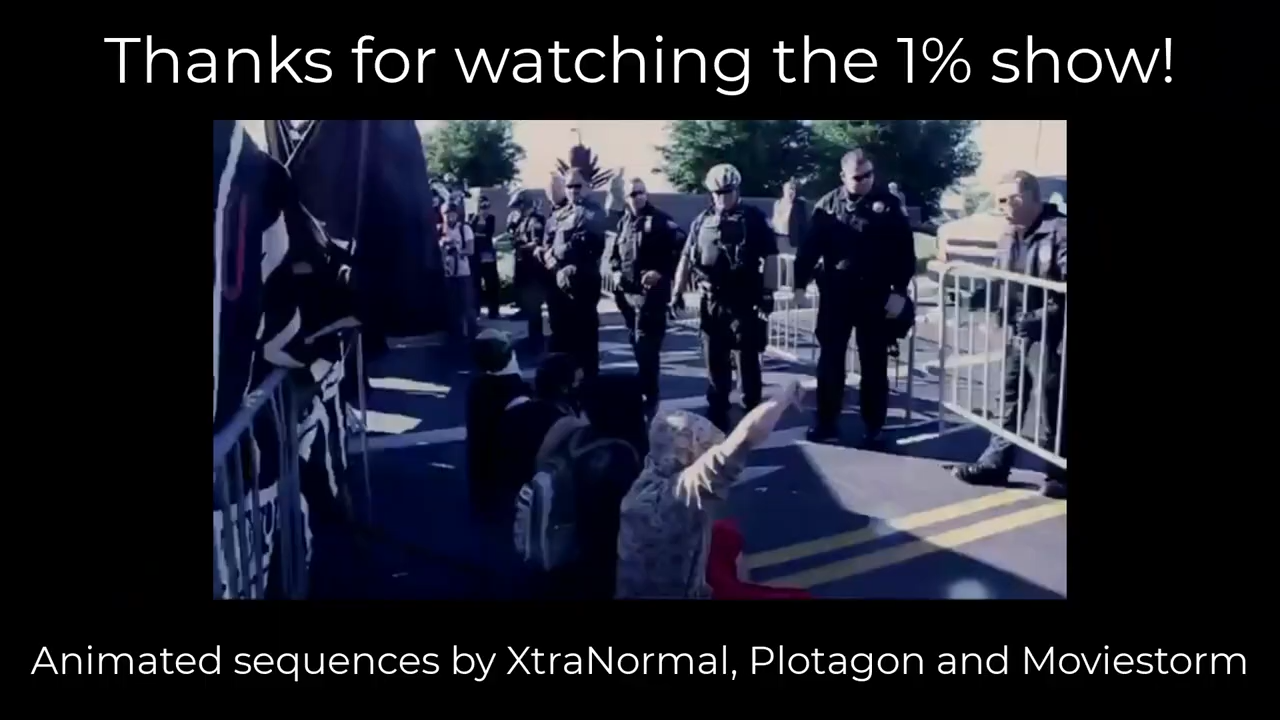 Thanks for watching the 1% show!
Animated sequences by XtraNormal, Plotagon and Moviestorm